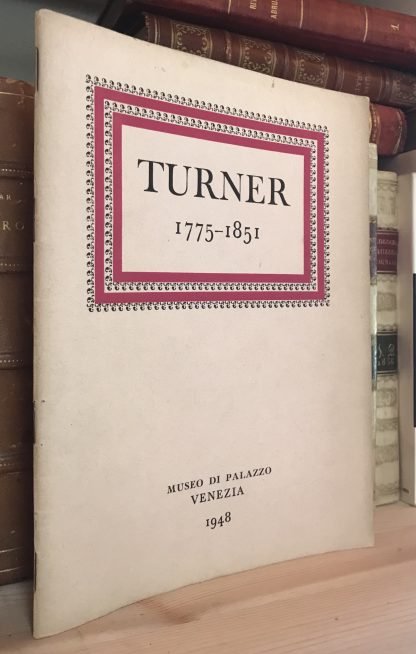 TURNER
1775–1851
MUSEO DI PALAZZO
VENEZIA
1948